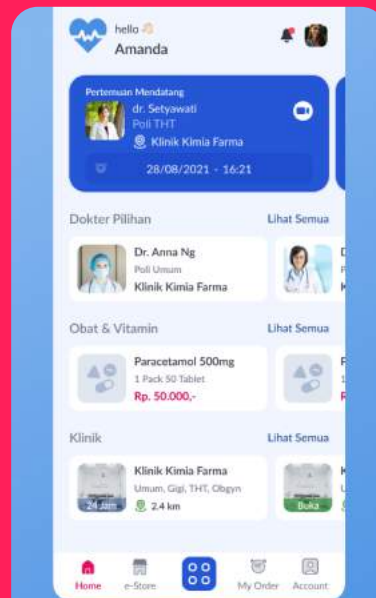 hello
Amanda
Pertemuan Mendatang
dr. Setyawati
Poli THT
Klinik Kimia Farma
28/08/2021 - 16:21
Dokter Pilihan
Lihat Semua
Dr. Anna Ng
Poli Umum
Klinik Kimia Farma
Obat & Vitamin
Lihat Semua
Paracetamol 500mg
1 Pack 50 Tablet
Rp. 50.000,-
Klinik
Lihat Semua
Klinik Kimia Farma
Umum, Gigi, THT, Obgyn
24 Jam
2.4 km
Buka
Home
e-Store
My Order
Account